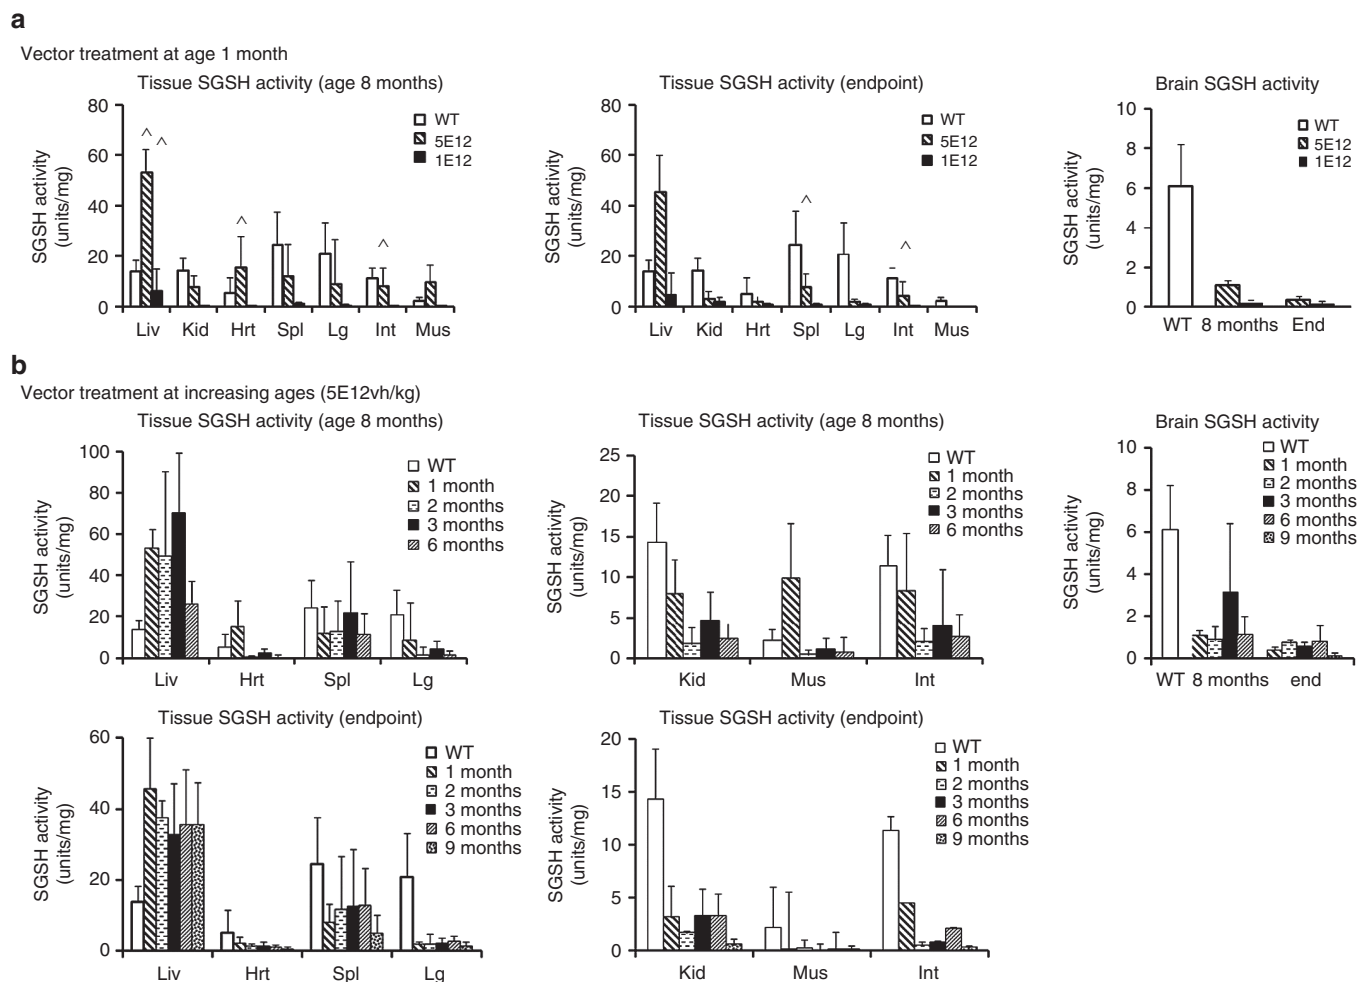 a
Vector treatment at age 1 month
Tissue SGSH activity (age 8 months)
SGSH activity
(units/mg)
80
60
40
20
0
^
^
^
^
WT
5E12
1E12
Liv Kid Hrt Spl Lg Int Mus
Tissue SGSH activity (endpoint)
SGSH activity
(units/mg)
80
60
40
20
0
^
^
WT
5E12
1E12
Liv Kid Hrt Spl Lg Int Mus
Brain SGSH activity
SGSH activity
(units/mg)
10
8
6
4
2
0
WT
5E12
1E12
WT 8 months End
b
Vector treatment at increasing ages (5E12vh/kg)
Tissue SGSH activity (age 8 months)
SGSH activity
(units/mg)
100
80
60
40
20
0
WT
1 month
2 months
3 months
6 months
Liv Hrt Spl Lg
Tissue SGSH activity (age 8 months)
SGSH activity
(units/mg)
25
20
15
10
5
0
WT
1 month
2 months
3 months
6 months
Kid Mus Int
Brain SGSH activity
SGSH activity
(units/mg)
10
8
6
4
2
0
WT
1 month
2 months
3 months
6 months
9 months
WT 8 months end
Tissue SGSH activity (endpoint)
SGSH activity
(units/mg)
60
40
20
0
WT
1 month
2 months
3 months
6 months
9 months
Liv Hrt Spl Lg
Tissue SGSH activity (endpoint)
SGSH activity
(units/mg)
20
15
10
5
0
WT
1 month
2 months
3 months
6 months
9 months
Kid Mus Int